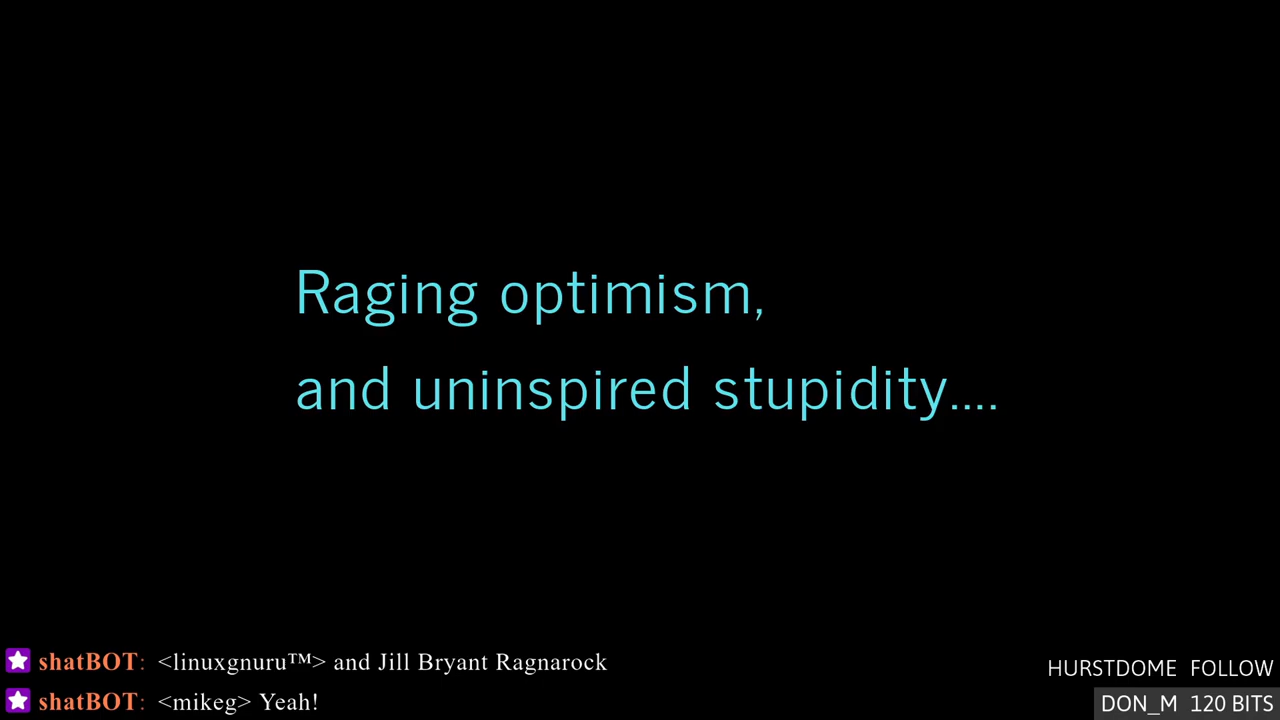 Raging optimism,
and uninspired stupidity....
shatBOT: <linuxgnuru™> and Jill Bryant Ragnarock
shatBOT: <mikeg> Yeah!
HURSTDOME FOLLOW
DON_M 120 BITS